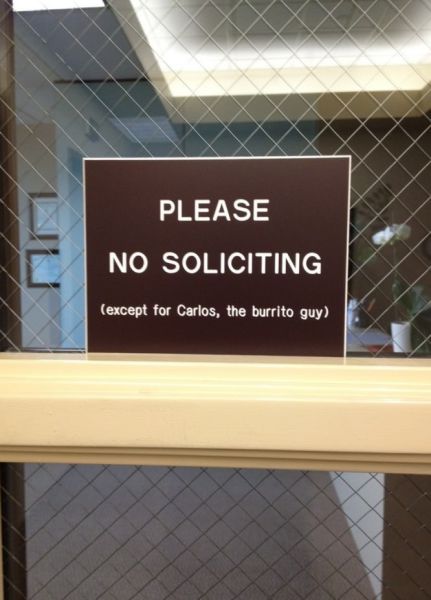 PLEASE
NO SOLICITING
(except for Carlos, the burrito guy)